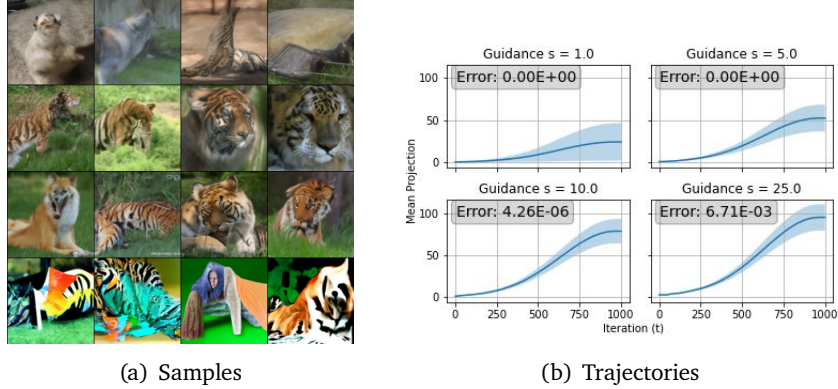 Guidance s = 1.0
Guidance s = 5.0
Error: 0.00E+00
Error: 0.00E+00
100
50
0
Guidance s = 10.0
Guidance s = 25.0
Error: 4.26E-06
Error: 6.71E-03
100
50
0
Mean Projection
0 250 500 750 1000
0 250 500 750 1000
Iteration (t)
(a) Samples
(b) Trajectories